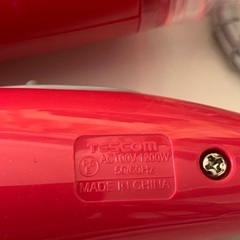 TESCOM
AC100V 1200W
50/60Hz
MADE IN CHINA